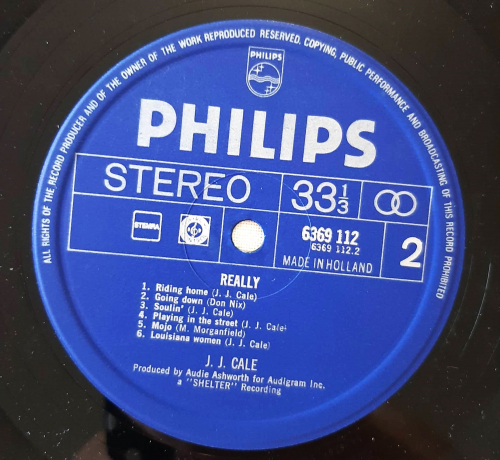 ALL RIGHTS OF THE RECORD PRODUCER AND OF THE OWNER OF THE WORK REPRODUCED RESERVED. COPYING, PUBLIC PERFORMANCE AND BROADCASTING OF THIS RECORD PROHIBITED
PHILIPS
PHILIPS
STEREO 33 1/3
STEMRA
6369 112
6369 112.2
MADE IN HOLLAND
2
REALLY
1. Riding home (J. J. Cale)
2. Going down (Don Nix)
3. Soulin' (J. J. Cale)
4. Playing in the street (J. J. Cale)
5. Mojo (M. Morganfield)
6. Louisiana women (J. J. Cale)
J. J. CALE
Produced by Audie Ashworth for Audigram Inc.
a "SHELTER" Recording